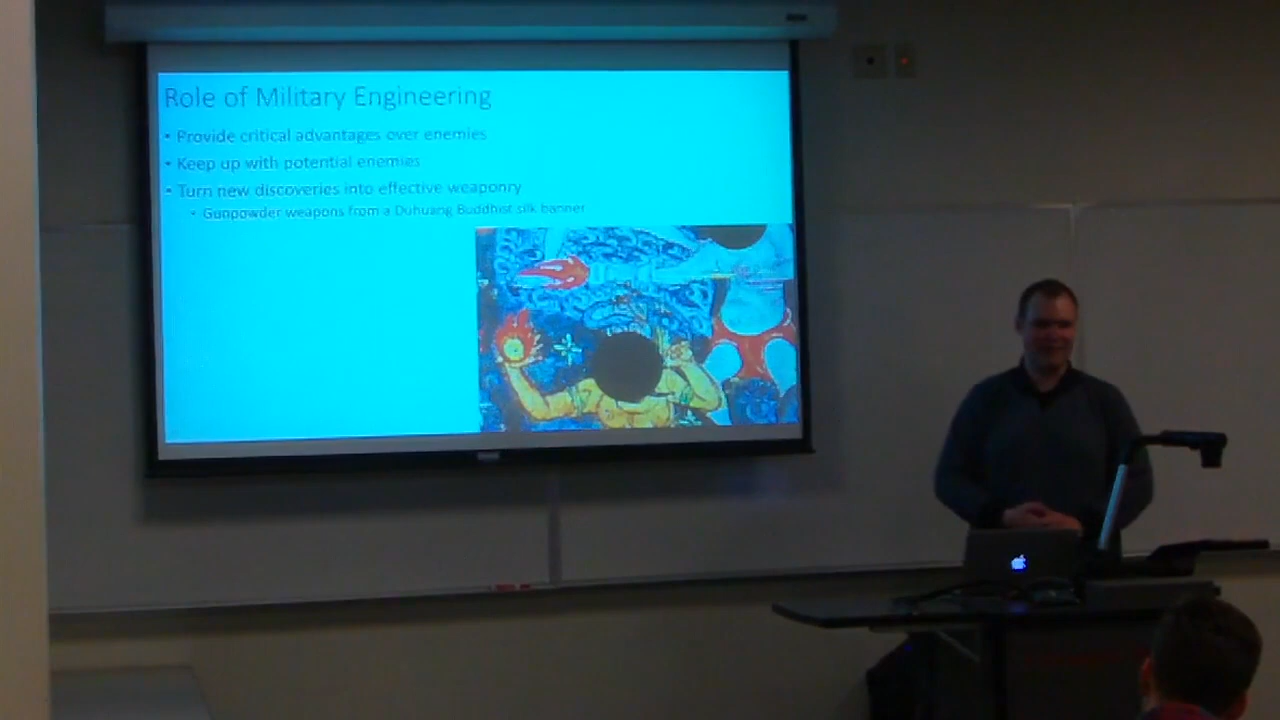 Role of Military Engineering
• Provide critical advantages over enemies
• Keep up with potential enemies
• Turn new discoveries into effective weaponry
• Gunpowder weapons from a Duhuang Buddhist silk banner